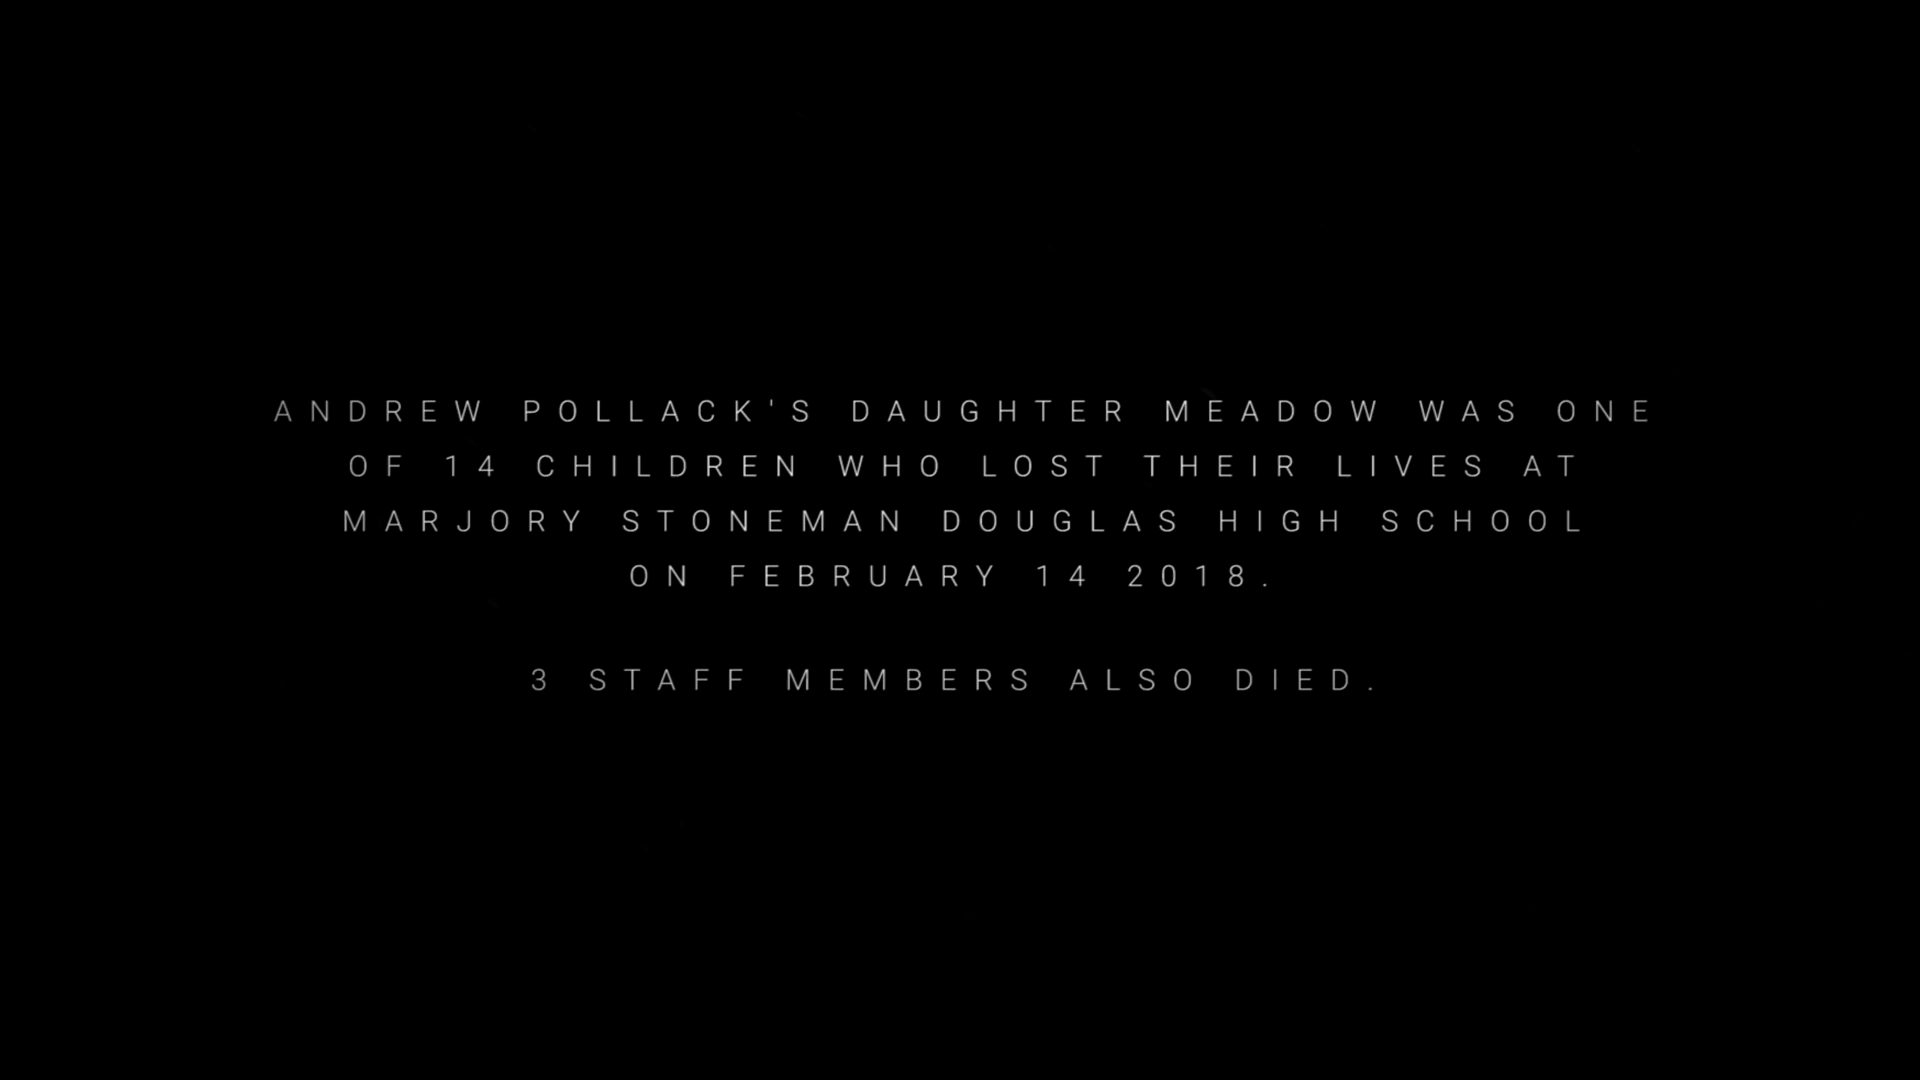 ANDREW POLLACK'S DAUGHTER MEADOW WAS ONE
OF 14 CHILDREN WHO LOST THEIR LIVES AT
MARJORY STONEMAN DOUGLAS HIGH SCHOOL
ON FEBRUARY 14 2018.
3 STAFF MEMBERS ALSO DIED.